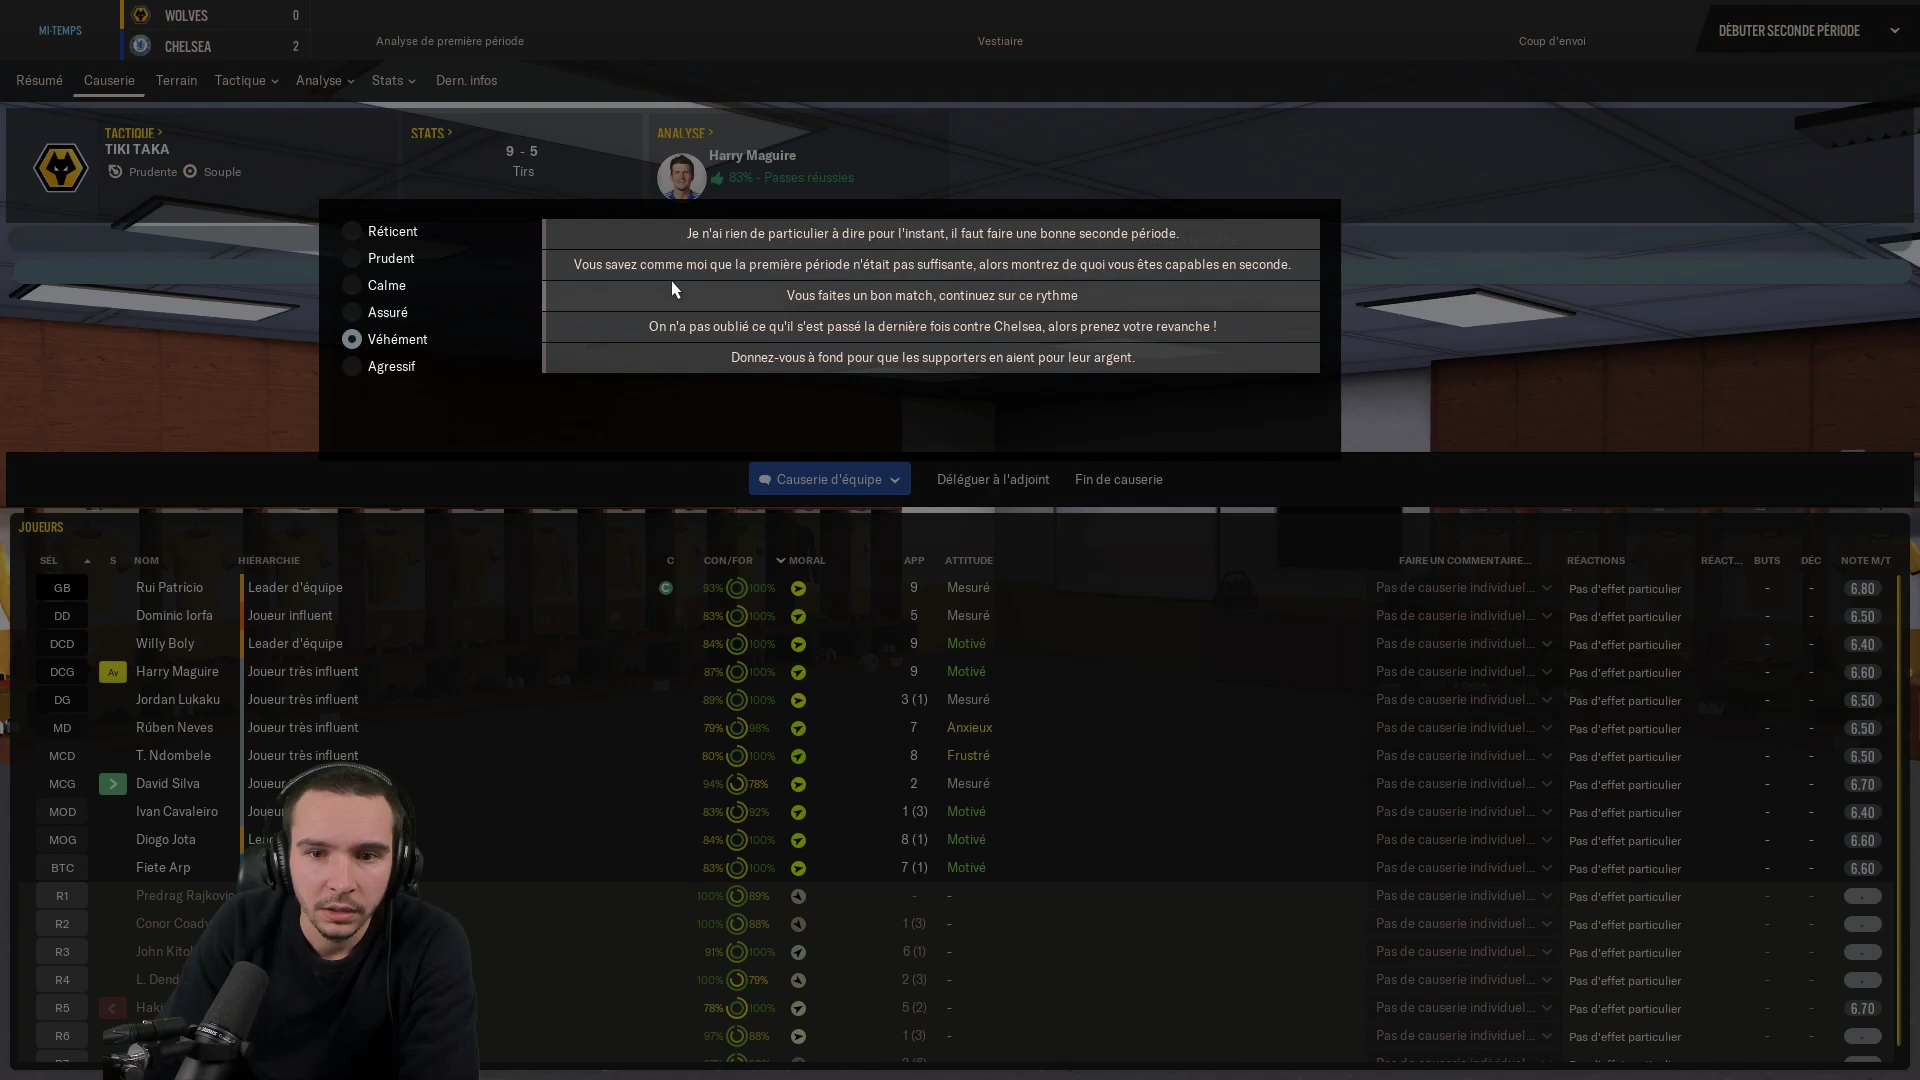 MI-TEMPS
WOLVES 0
CHELSEA 2
Analyse de première période
Vestiaire
Coup d'envoi
DÉBUTER SECONDE PÉRIODE
Résumé Causerie Terrain Tactique Analyse Stats Dern. infos
TACTIQUE >
TIKI TAKA
Prudente Souple
STATS >
9 - 5
Tirs
ANALYSE >
Harry Maguire
83% - Passes réussies
Réticent
Prudent
Calme
Assuré
Véhément
Agressif
Je n'ai rien de particulier à dire pour l'instant, il faut faire une bonne seconde période.
Vous savez comme moi que la première période n'était pas suffisante, alors montrez de quoi vous êtes capables en seconde.
Vous faites un bon match, continuez sur ce rythme
On n'a pas oublié ce qu'il s'est passé la dernière fois contre Chelsea, alors prenez votre revanche !
Donnez-vous à fond pour que les supporters en aient pour leur argent.
Causerie d'équipe Déléguer à l'adjoint Fin de causerie
JOUEURS
SÉL S NOM HIÉRARCHIE C CON/FOR MORAL APP ATTITUDE FAIRE UN COMMENTAIRE... RÉACTIONS RÉACT... BUTS DÉC NOTE M/T
GB Rui Patrício Leader d'équipe C 93% 100% 9 Mesuré Pas de causerie individuel... Pas d'effet particulier - - 6.80
DD Dominic Iorfa Joueur influent 83% 100% 5 Mesuré Pas de causerie individuel... Pas d'effet particulier - - 6.50
DCD Willy Boly Leader d'équipe 84% 100% 9 Motivé Pas de causerie individuel... Pas d'effet particulier - - 6.40
DCG Av Harry Maguire Joueur très influent 87% 100% 9 Motivé Pas de causerie individuel... Pas d'effet particulier - - 6.60
DG Jordan Lukaku Joueur très influent 89% 100% 3 (1) Mesuré Pas de causerie individuel... Pas d'effet particulier - - 6.50
MD Rúben Neves Joueur très influent 79% 98% 7 Anxieux Pas de causerie individuel... Pas d'effet particulier - - 6.50
MCD T. Ndombele Joueur très influent 80% 100% 8 Frustré Pas de causerie individuel... Pas d'effet particulier - - 6.50
MCG David Silva Joueur 94% 78% 2 Mesuré Pas de causerie individuel... Pas d'effet particulier - - 6.70
MOD Ivan Cavaleiro 83% 92% 1 (3) Motivé Pas de causerie individuel... Pas d'effet particulier - - 6.40
MOG Diogo Jota 84% 100% 8 (1) Motivé Pas de causerie individuel... Pas d'effet particulier - - 6.60
BTC Fiete Arp 83% 100% 7 (1) Motivé Pas de causerie individuel... Pas d'effet particulier - - 6.60
R1 Predrag 100% 89% - - Pas de causerie individuel... Pas d'effet particulier - - -
R2 Conor Coady 100% 88% 1 (3) - Pas de causerie individuel... Pas d'effet particulier - - -
R3 John 91% 100% 6 (1) - Pas de causerie individuel... Pas d'effet particulier - - -
R4 L. 100% 79% 2 (3) - Pas de causerie individuel... Pas d'effet particulier - - -
R5 78% 100% 5 (2) - Pas de causerie individuel... Pas d'effet particulier - - 6.70
R6 97% 88% 1 (3) - Pas de causerie individuel... Pas d'effet particulier - - -